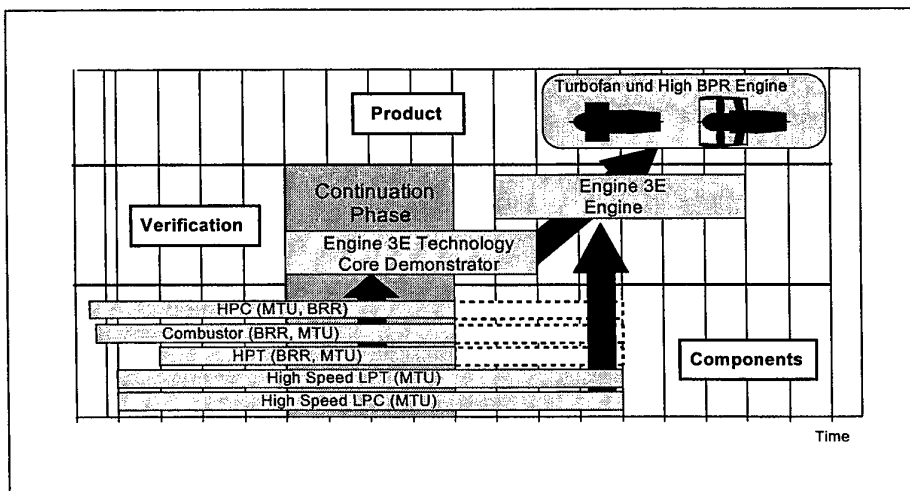 Turbofan und High BPR Engine
Product
Continuation
Phase
Engine 3E
Engine
Verification
Engine 3E Technology
Core Demonstrator
HPC (MTU, BRR)
Combustor (BRR, MTU)
HPT (BRR, MTU)
High Speed LPT (MTU)
High Speed LPC (MTU)
Components
Time